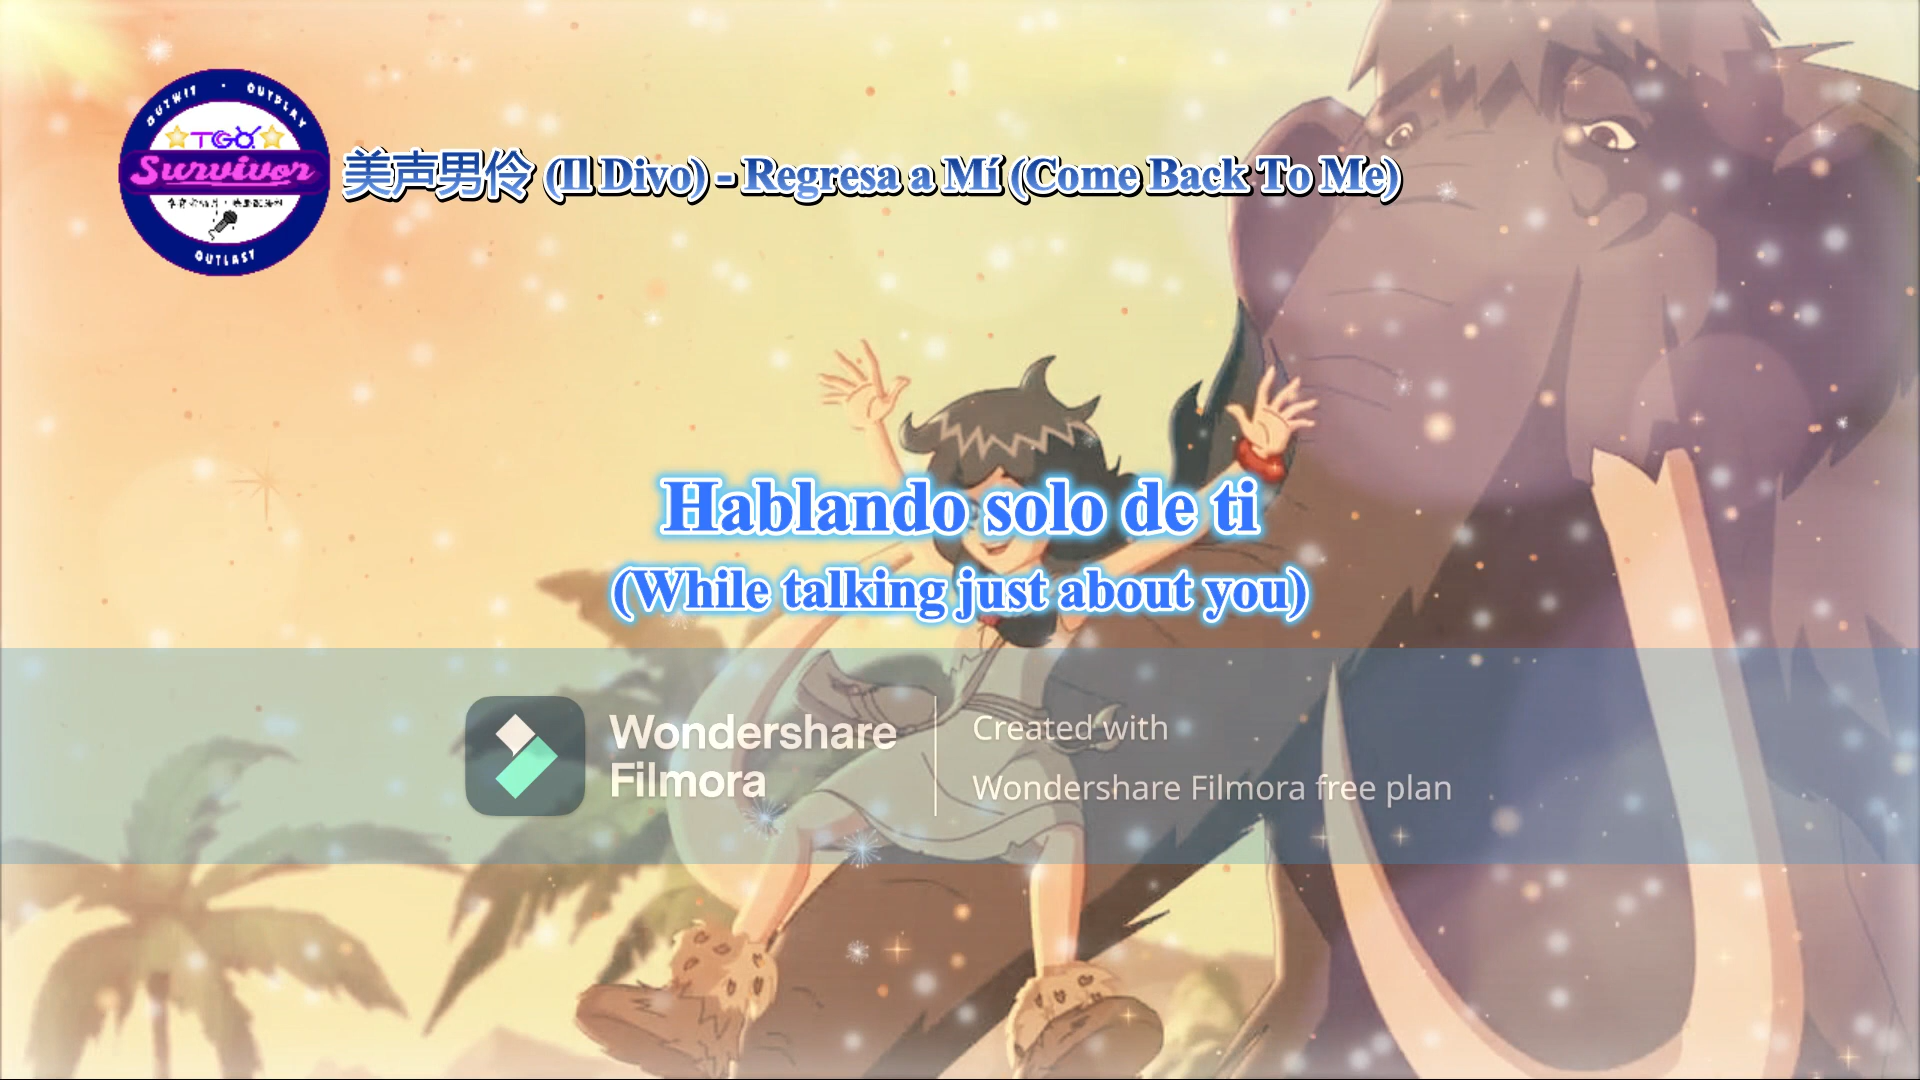 OUTWIT · OUTPLAY
TGO
Survivor
OUTLAST
美声男伶 (Il Divo) - Regresa a Mí (Come Back To Me)
Hablando solo de ti
(While talking just about you)
Wondershare
Filmora
Created with
Wondershare Filmora free plan